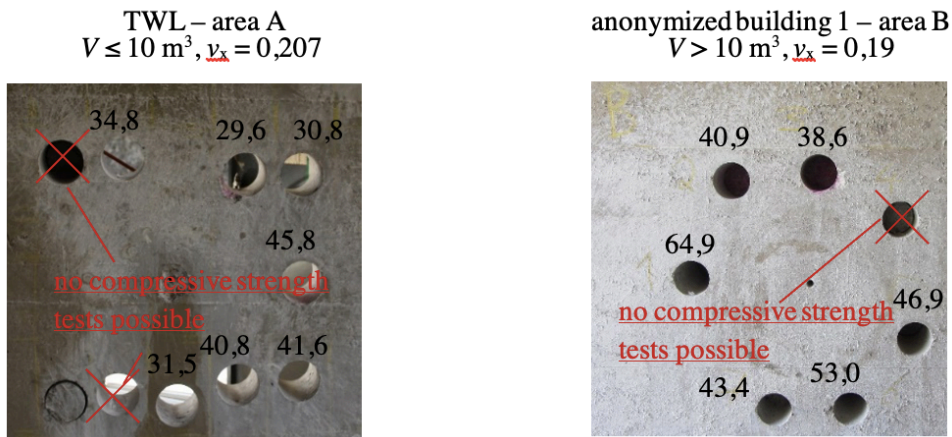 TWL – area A
V ≤ 10 m³, vₓ = 0,207
34,8
29,6
30,8
45,8
no compressive strength
tests possible
31,5
40,8
41,6
anonymized building 1 – area B
V > 10 m³, vₓ = 0,19
40,9
38,6
64,9
no compressive strength
tests possible
46,9
43,4
53,0